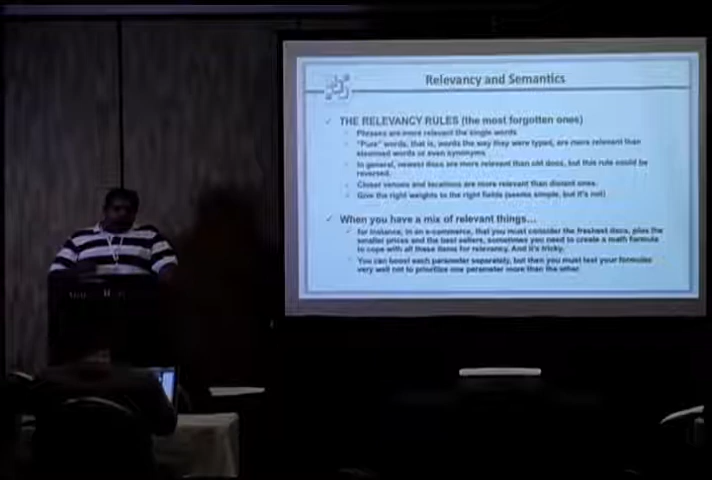 Relevancy and Semantics
THE RELEVANCY RULES (the most forgotten ones)
Phrases are more relevant the single words
"Pure" words, that is, words the way they were typed, are more relevant than
stemmed words or even synonyms
In general, newest docs are more relevant than old docs, but this rule could be
reversed.
Closer venues and locations are more relevant than distant ones.
Give the right weights to the right fields (seems simple, but it's not)
When you have a mix of relevant things...
for instance, in an e-commerce, that you must consider the freshest docs, plus the
smaller prices and the best sellers, sometimes you need to create a math formula
to cope with all these items for relevancy. And it's tricky.
You can boost each parameter separately, but then you must test your formulas
very well not to prioritize one parameter more than the other.